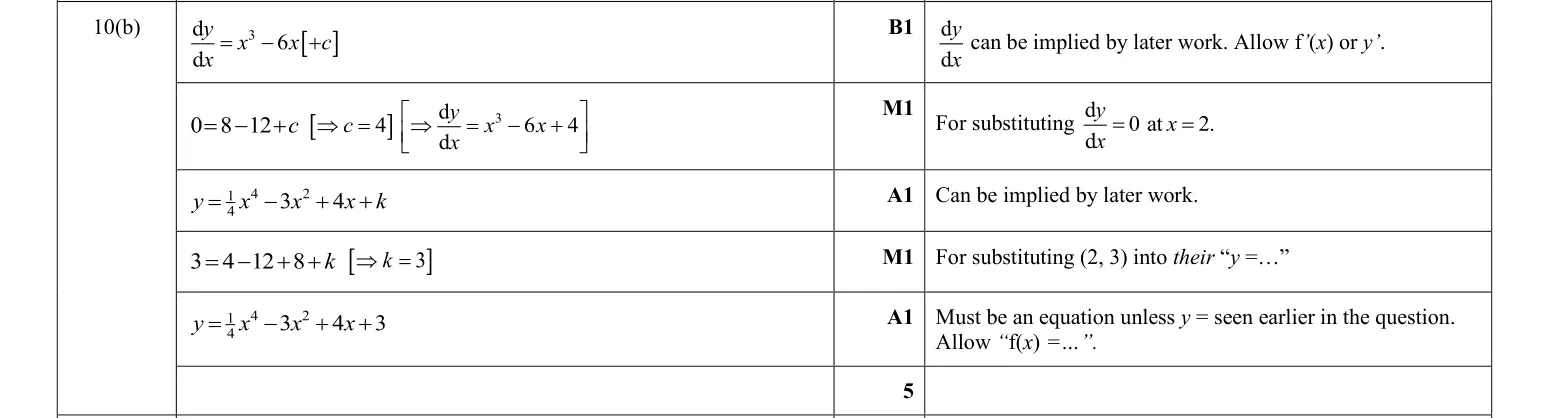 10(b)
dy/dx = x³ − 6x[+c]
B1
dy/dx can be implied by later work. Allow f’(x) or y’.
0=8−12+c [⇒c=4] [⇒ dy/dx = x³ − 6x + 4]
M1
For substituting dy/dx = 0 at x = 2.
y = ¼x⁴ − 3x² + 4x + k
A1
Can be implied by later work.
3=4−12+8+k [⇒k=3]
M1
For substituting (2, 3) into their “y =…”
y = ¼x⁴ − 3x² + 4x + 3
A1
Must be an equation unless y = seen earlier in the question.
Allow “f(x) =… ”.
5